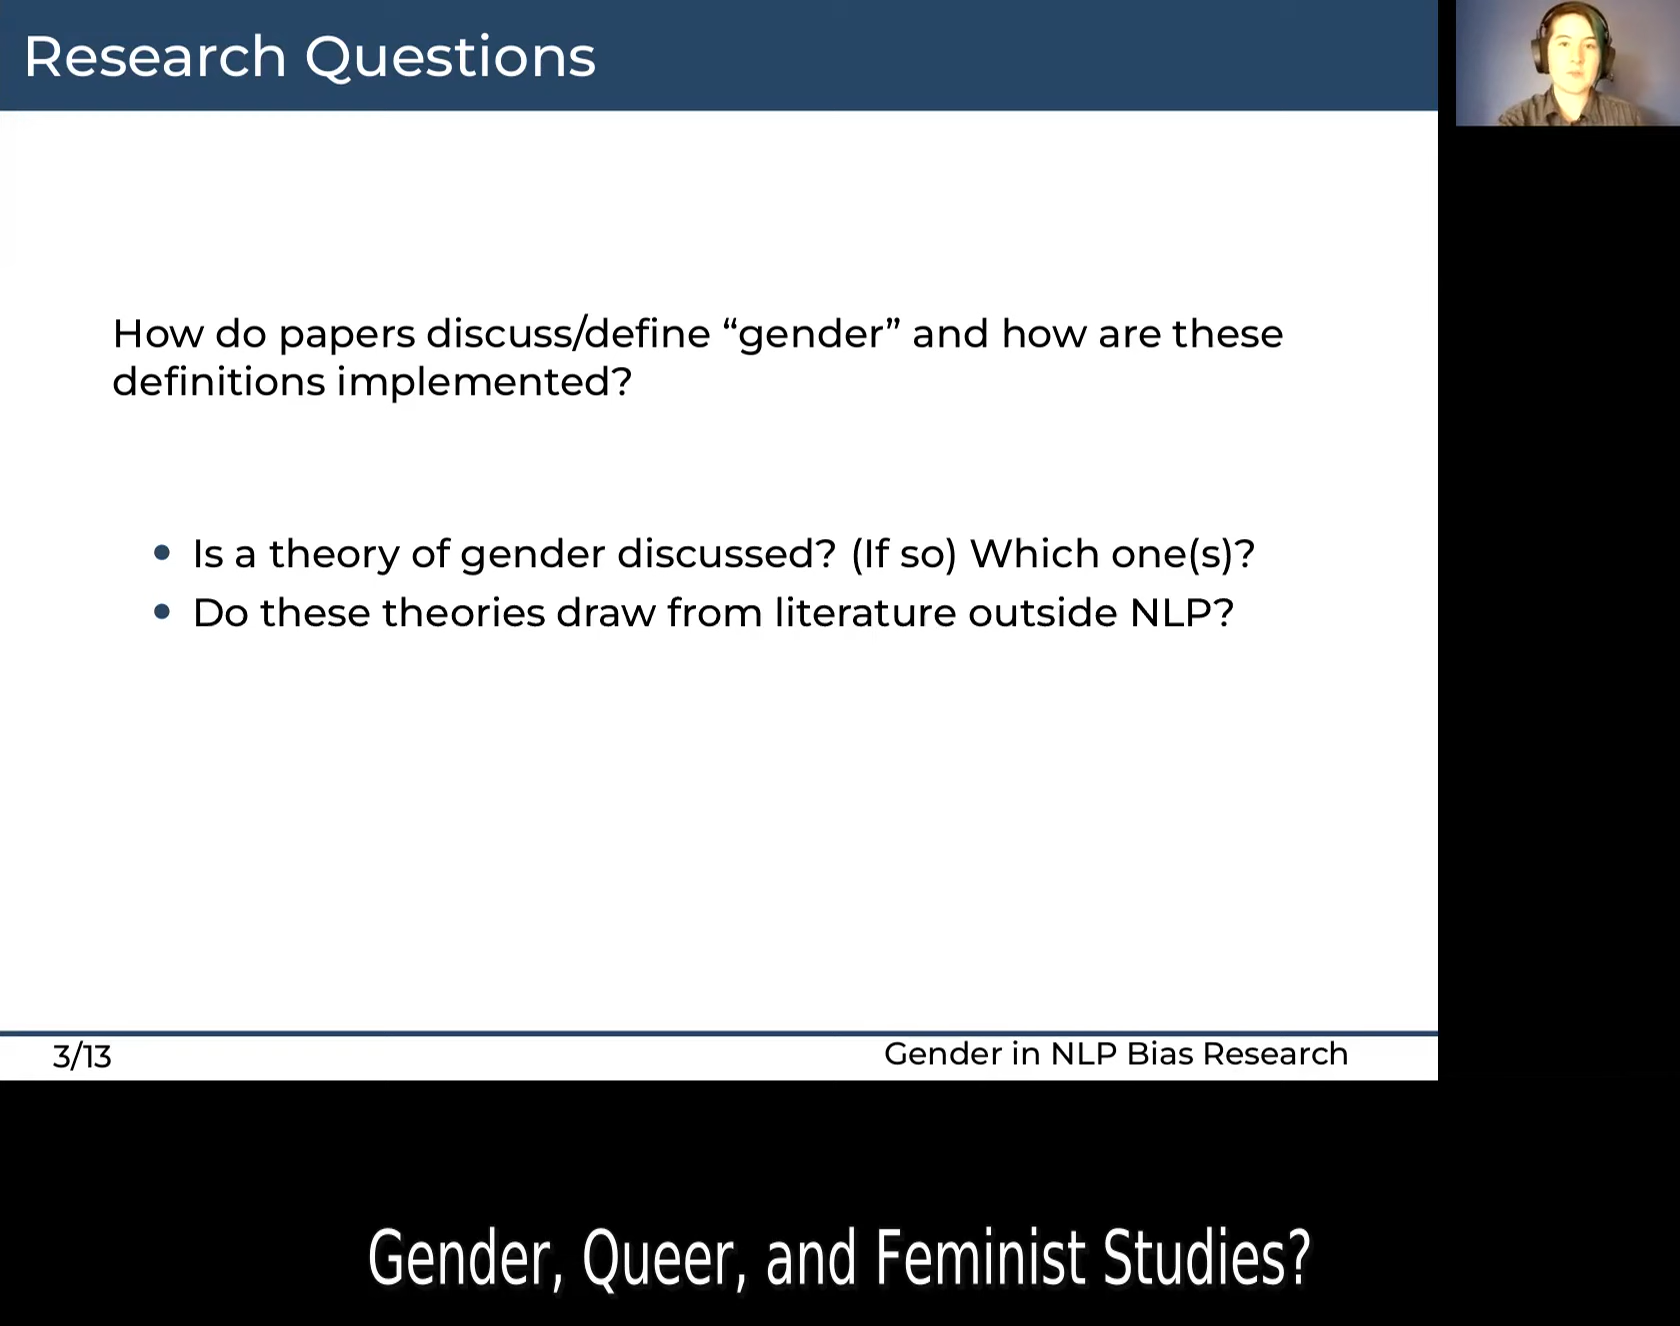 Research Questions
How do papers discuss/define “gender” and how are these
definitions implemented?
• Is a theory of gender discussed? (If so) Which one(s)?
• Do these theories draw from literature outside NLP?
3/13
Gender in NLP Bias Research
Gender, Queer, and Feminist Studies?